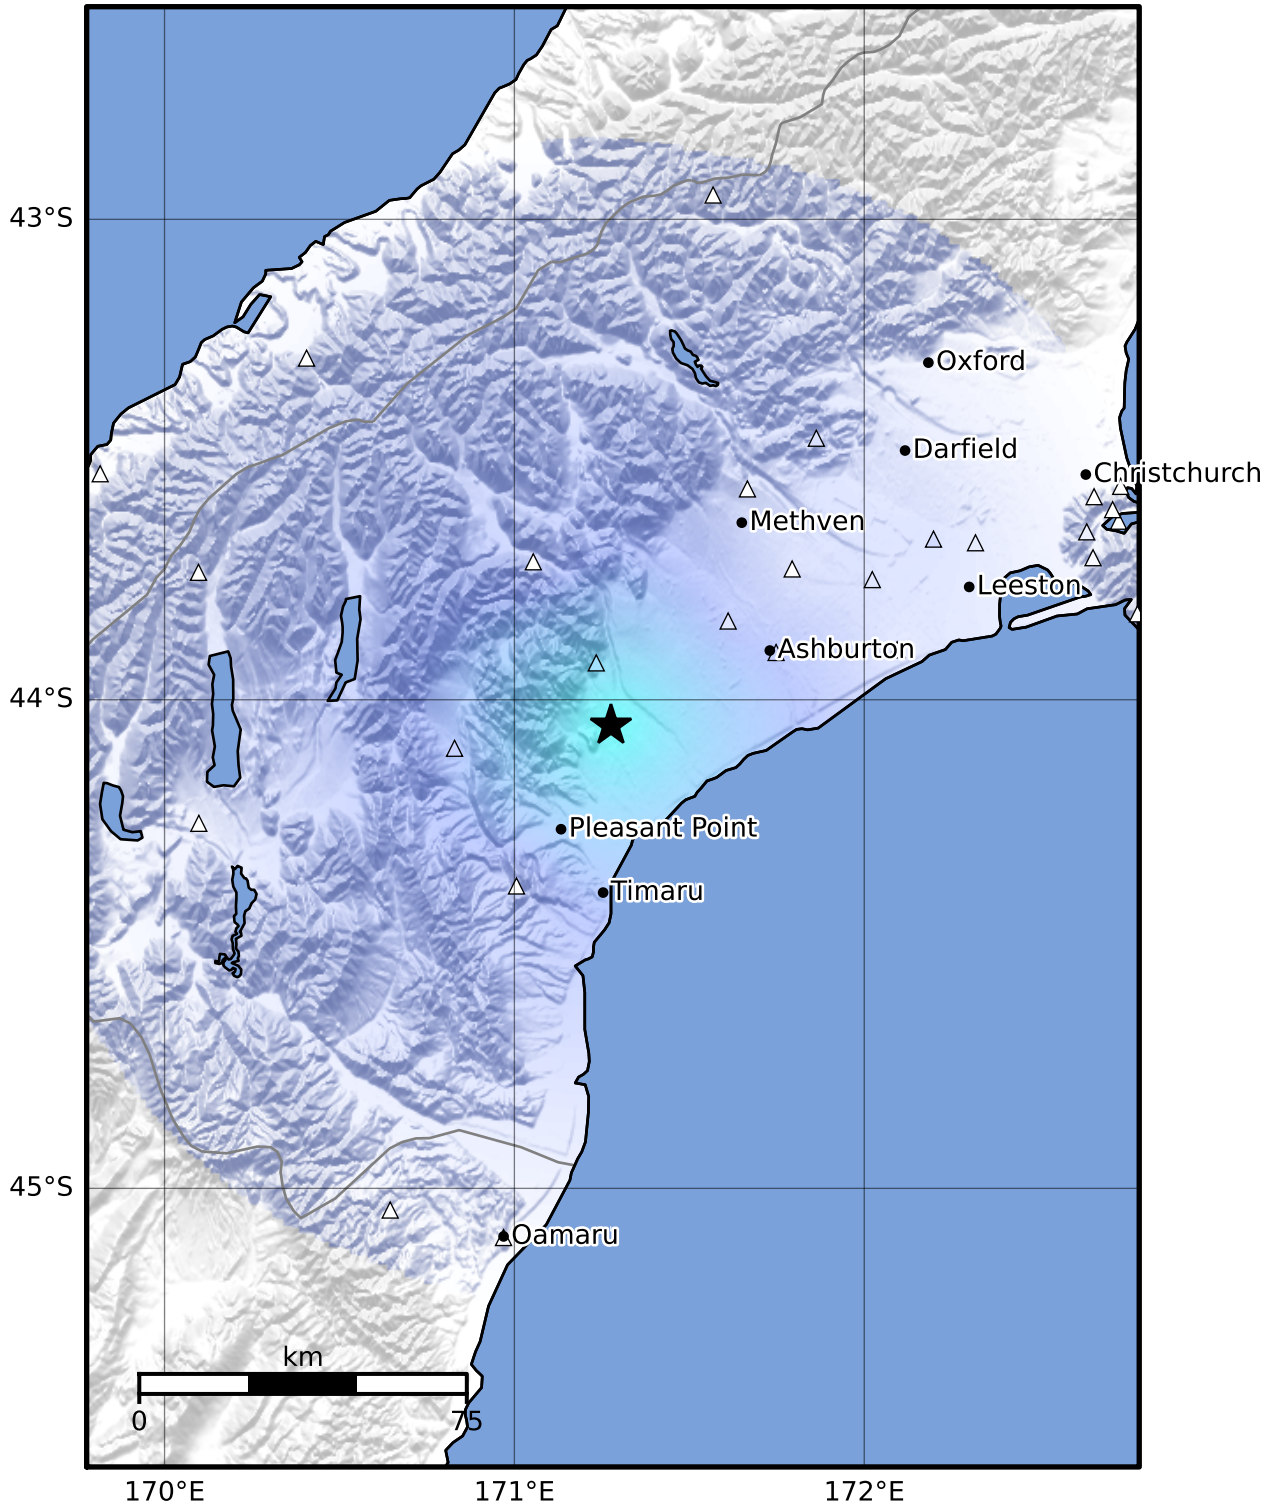 43°S
Oxford
Darfield
Christchurch
Methven
Leeston
Ashburton
44°S
Pleasant Point
Timaru
45°S
Oamaru
km
0 75
170°E 171°E 172°E